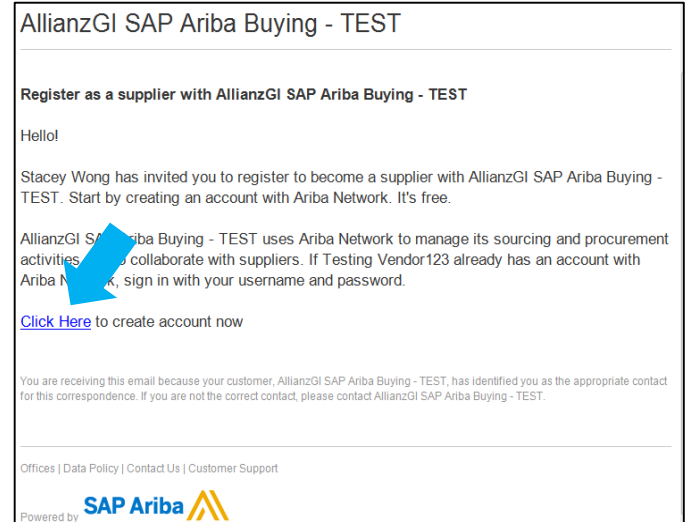 AllianzGI SAP Ariba Buying - TEST
Register as a supplier with AllianzGI SAP Ariba Buying - TEST
Hello!
Stacey Wong has invited you to register to become a supplier with AllianzGI SAP Ariba Buying -
TEST. Start by creating an account with Ariba Network. It's free.
AllianzGI SAP Ariba Buying - TEST uses Ariba Network to manage its sourcing and procurement
activities collaborate with suppliers. If Testing Vendor123 already has an account with
Ariba sign in with your username and password.
Click Here to create account now
You are receiving this email because your customer, AllianzGI SAP Ariba Buying - TEST, has identified you as the appropriate contact
for this correspondence. If you are not the correct contact, please contact AllianzGI SAP Ariba Buying - TEST.
Offices | Data Policy | Contact Us | Customer Support
Powered by SAP Ariba